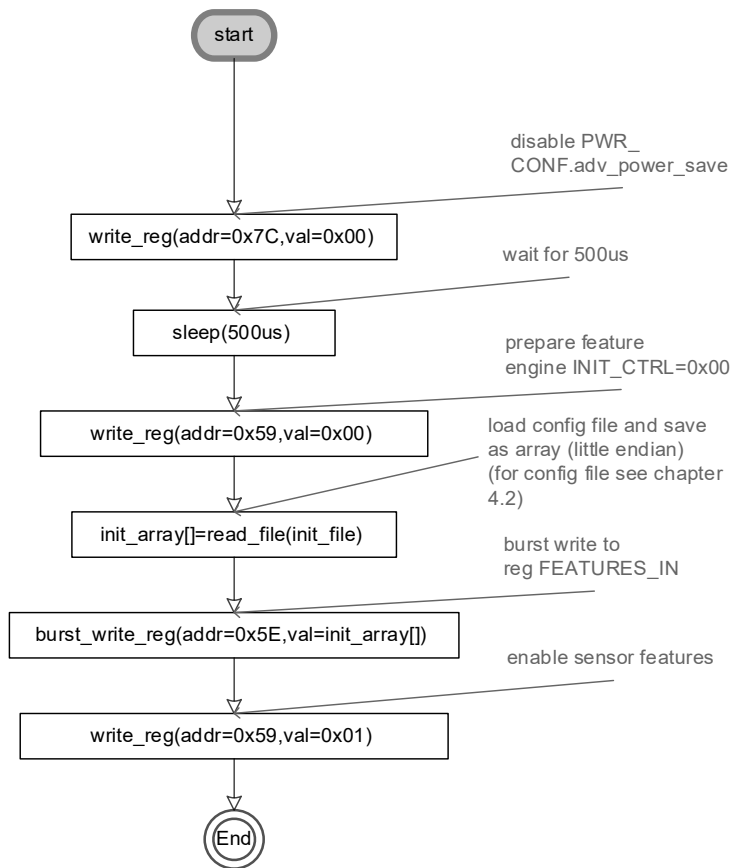 start
disable PWR_
CONF.adv_power_save
write_reg(addr=0x7C,val=0x00)
wait for 500us
sleep(500us)
prepare feature
engine INIT_CTRL=0x00
write_reg(addr=0x59,val=0x00)
load config file and save
as array (little endian)
(for config file see chapter
4.2)
init_array[]=read_file(init_file)
burst write to
reg FEATURES_IN
burst_write_reg(addr=0x5E,val=init_array[])
enable sensor features
write_reg(addr=0x59,val=0x01)
End